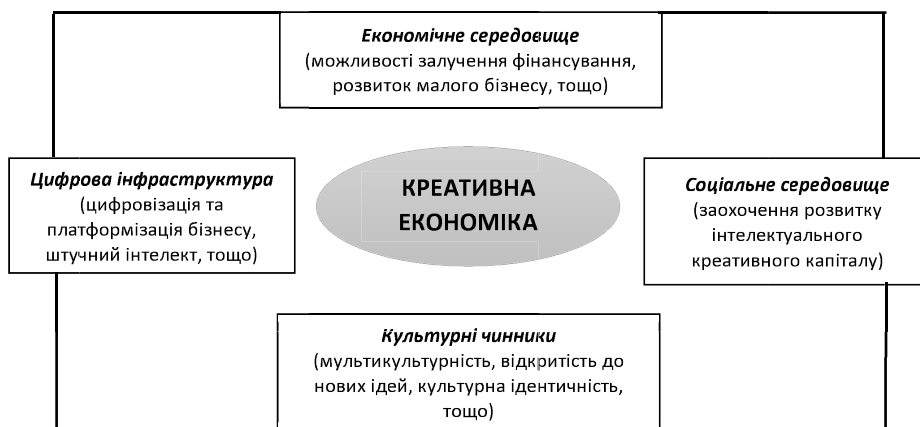 Економічне середовище
(можливості залучення фінансування,
розвиток малого бізнесу, тощо)
Цифрова інфраструктура
(цифровізація та
платформізація бізнесу,
штучний інтелект, тощо)
КРЕАТИВНА
ЕКОНОМІКА
Соціальне середовище
(заохочення розвитку
інтелектуального
креативного капіталу)
Культурні чинники
(мультикультурність, відкритість до
нових ідей, культурна ідентичність,
тощо)